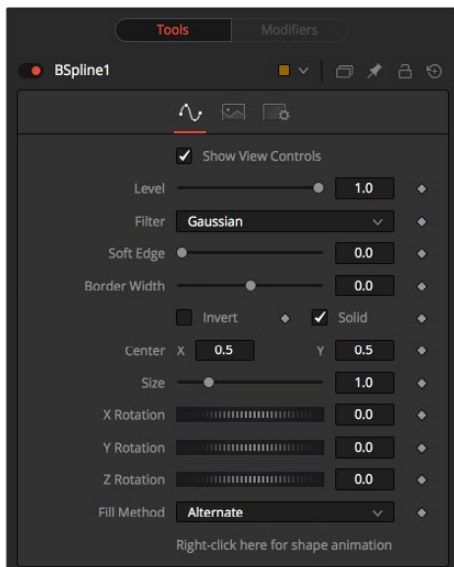 Tools Modifiers
BSpline1
Show View Controls
Level 1.0
Filter Gaussian
Soft Edge 0.0
Border Width 0.0
Invert Solid
Center X 0.5 Y 0.5
Size 1.0
X Rotation 0.0
Y Rotation 0.0
Z Rotation 0.0
Fill Method Alternate
Right-click here for shape animation